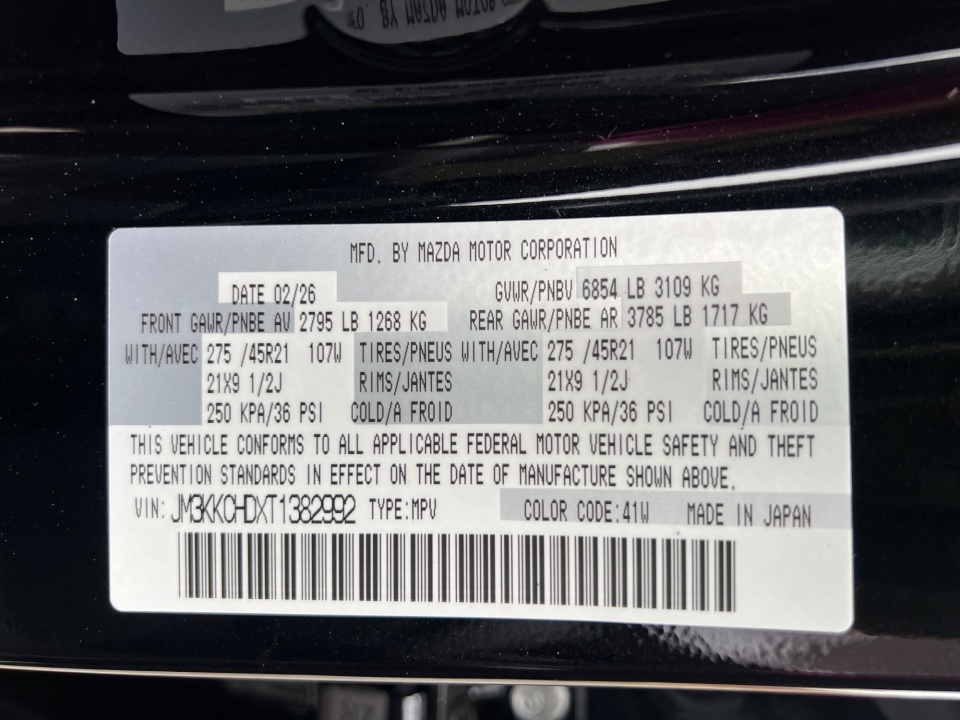 MFD. BY MAZDA MOTOR CORPORATION
DATE 02/26 GVWR/PNBV 6854 LB 3109 KG
FRONT GAWR/PNBE AV 2795 LB 1268 KG REAR GAWR/PNBE AR 3785 LB 1717 KG
WITH/AVEC 275 /45R21 107W TIRES/PNEUS WITH/AVEC 275 /45R21 107W TIRES/PNEUS
21X9 1/2J RIMS/JANTES 21X9 1/2J RIMS/JANTES
250 KPA/36 PSI COLD/A FROID 250 KPA/36 PSI COLD/A FROID
THIS VEHICLE CONFORMS TO ALL APPLICABLE FEDERAL MOTOR VEHICLE SAFETY AND THEFT
PREVENTION STANDARDS IN EFFECT ON THE DATE OF MANUFACTURE SHOWN ABOVE.
VIN: JM3KKCHDXT1382992 TYPE:MPV COLOR CODE:41W MADE IN JAPAN